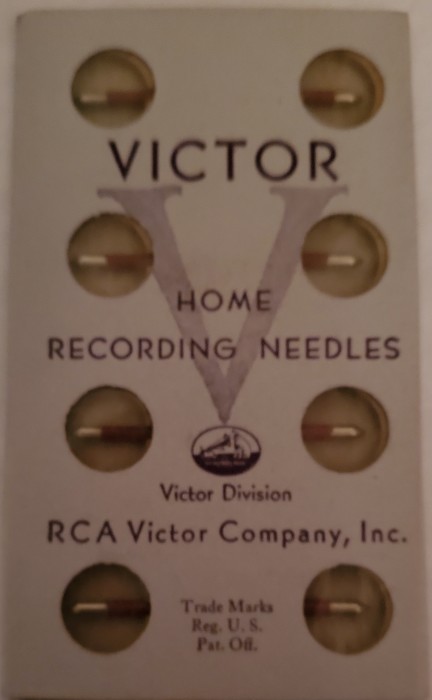 VICTOR
V
HOME
RECORDING NEEDLES
Victor Division
RCA Victor Company, Inc.
Trade Marks
Reg. U. S.
Pat. Off.